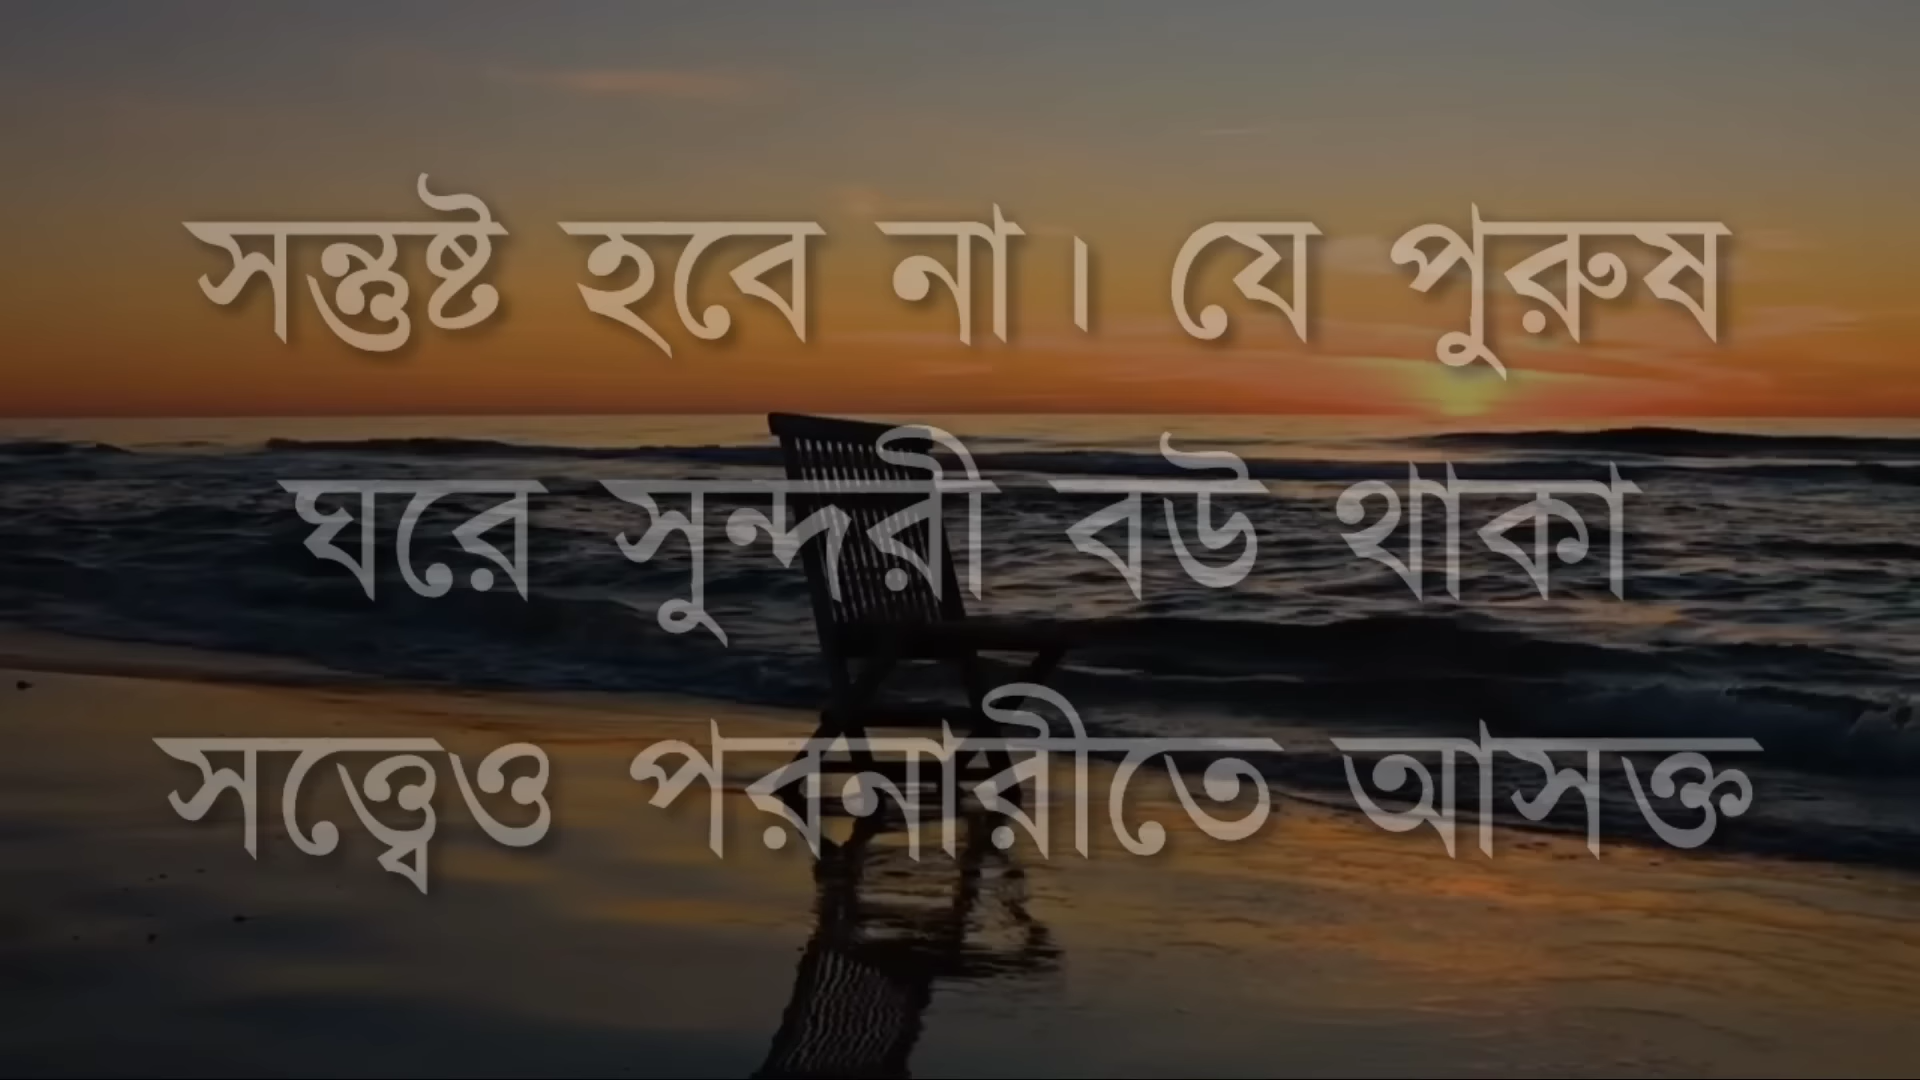 সন্তুষ্ট হবে না। যে পুরুষ
ঘরে সুন্দরী বউ থাকা
সত্ত্বেও পরনারীতে আসক্ত